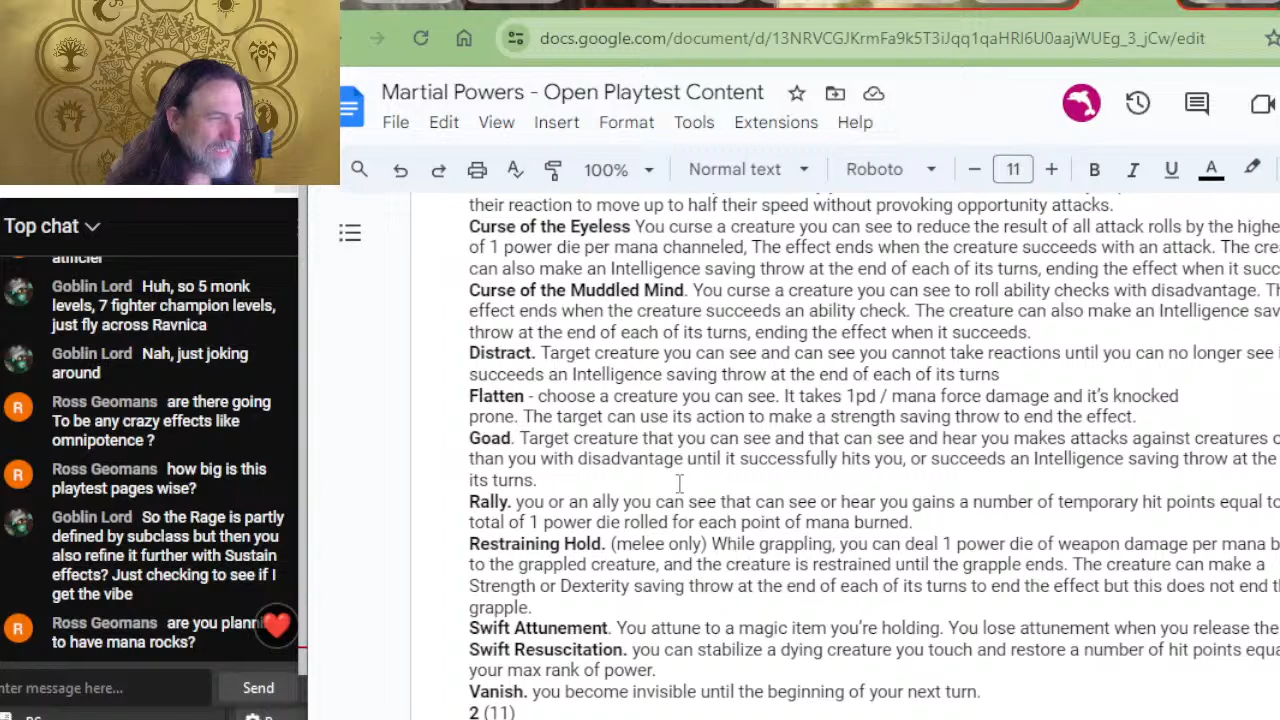 docs.google.com/document/d/13NRVCGJKrmFa9k5T3iJqq1qaHRl6U0aajWUEg_3_jCw/edit
Martial Powers - Open Playtest Content
File Edit View Insert Format Tools Extensions Help
100% Normal text Roboto 11 B I U A
Top chat
Goblin Lord Huh, so 5 monk
levels, 7 fighter champion levels,
just fly across Ravnica
Goblin Lord Nah, just joking
around
Ross Geomans are there going
To be any crazy effects like
omnipotence ?
Ross Geomans how big is this
playtest pages wise?
Goblin Lord So the Rage is partly
defined by subclass but then you
also refine it further with Sustain
effects? Just checking to see if I
get the vibe
Ross Geomans are you
to have mana rocks?
message here...
Send
their reaction to move up to half their speed without provoking opportunity attacks.
Curse of the Eyeless You curse a creature you can see to reduce the result of all attack rolls by the
of 1 power die per mana channeled, The effect ends when the creature succeeds with an attack. The
can also make an Intelligence saving throw at the end of each of its turns, ending the effect when it
Curse of the Muddled Mind. You curse a creature you can see to roll ability checks with disadvantage.
effect ends when the creature succeeds an ability check. The creature can also make an Intelligence
throw at the end of each of its turns, ending the effect when it succeeds.
Distract. Target creature you can see and can see you cannot take reactions until you can no longer see
succeeds an Intelligence saving throw at the end of each of its turns
Flatten - choose a creature you can see. It takes 1pd / mana force damage and it's knocked
prone. The target can use its action to make a strength saving throw to end the effect.
Goad. Target creature that you can see and that can see and hear you makes attacks against creatures
than you with disadvantage until it successfully hits you, or succeeds an Intelligence saving throw at the
its turns.
Rally. you or an ally you can see that can see or hear you gains a number of temporary hit points equal
total of 1 power die rolled for each point of mana burned.
Restraining Hold. (melee only) While grappling, you can deal 1 power die of weapon damage per mana
to the grappled creature, and the creature is restrained until the grapple ends. The creature can make a
Strength or Dexterity saving throw at the end of each of its turns to end the effect but this does not end
grapple.
Swift Attunement. You attune to a magic item you're holding. You lose attunement when you release the
Swift Resuscitation. you can stabilize a dying creature you touch and restore a number of hit points
your max rank of power.
Vanish. you become invisible until the beginning of your next turn.
2 (11)